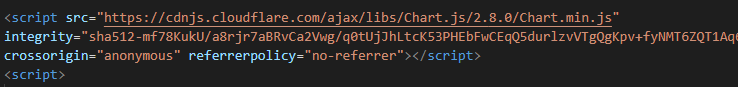 <script src="https://cdnjs.cloudflare.com/ajax/libs/Chart.js/2.8.0/Chart.min.js"
integrity="sha512-mf78KukU/a8rjr7aBRvCa2Vwg/q0tUjJhLtcK53PHEbFwCEqQ5durlzvVTgQgKpv+fyNMT6ZQT1Aq6
crossorigin="anonymous" referrerpolicy="no-referrer"></script>
<script>